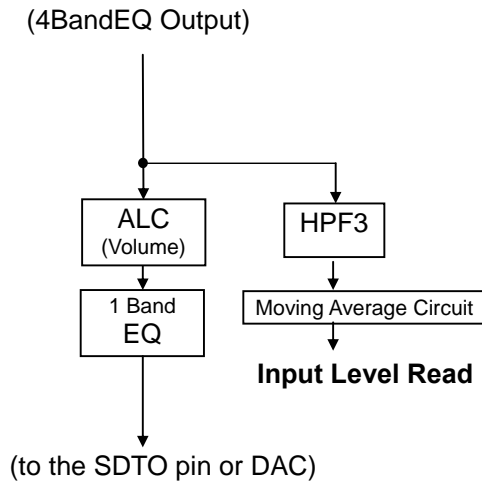 (4BandEQ Output)
ALC
(Volume)
HPF3
1 Band
EQ
Moving Average Circuit
Input Level Read
(to the SDTO pin or DAC)